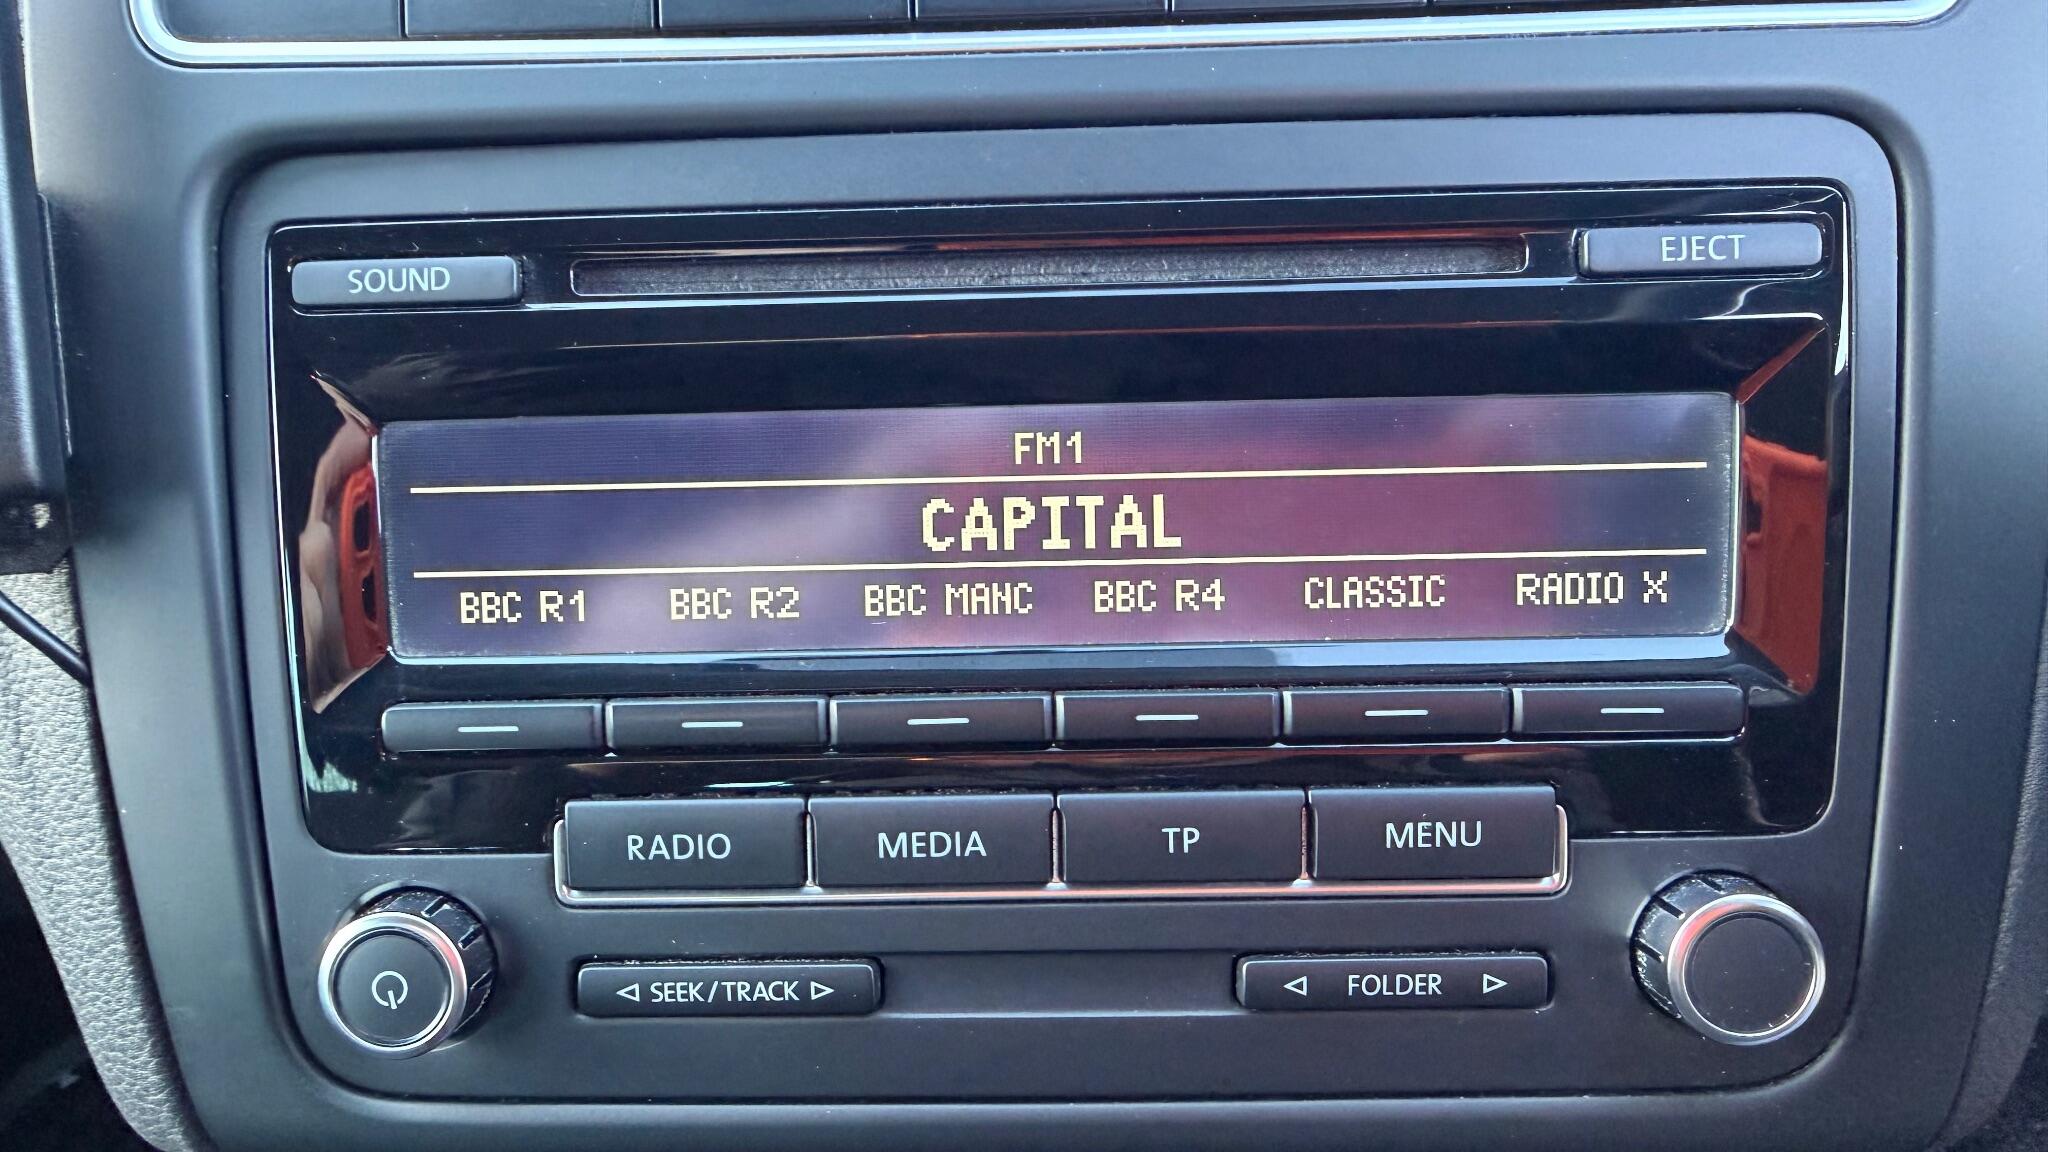 SOUND EJECT
FM1
CAPITAL
BBC R1 BBC R2 BBC MANC BBC R4 CLASSIC RADIO X
RADIO MEDIA TP MENU
SEEK/TRACK FOLDER